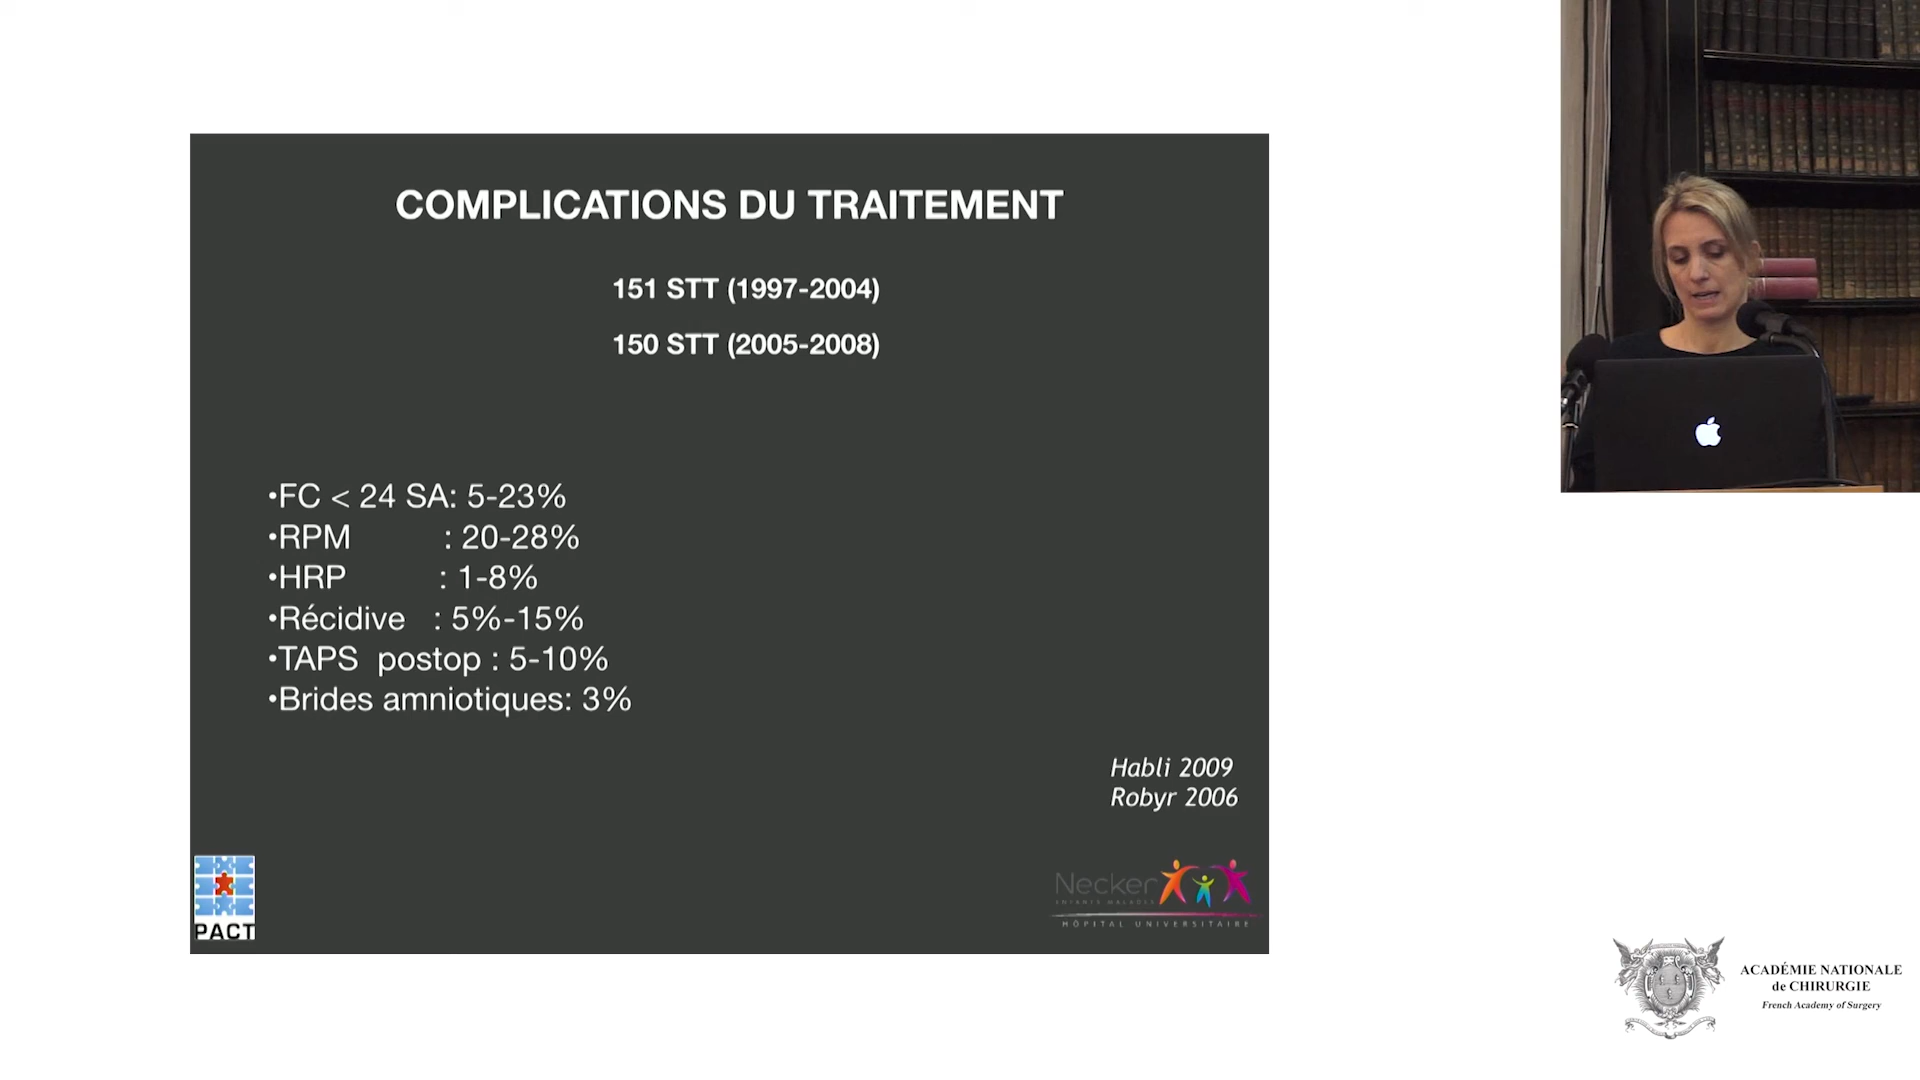 COMPLICATIONS DU TRAITEMENT
151 STT (1997-2004)
150 STT (2005-2008)
•FC < 24 SA: 5-23%
•RPM : 20-28%
•HRP : 1-8%
•Récidive : 5%-15%
•TAPS postop : 5-10%
•Brides amniotiques: 3%
Habli 2009
Robyr 2006
PACT
Necker
ENFANTS MALADES
HÔPITAL UNIVERSITAIRE
ACADÉMIE NATIONALE
de CHIRURGIE
French Academy of Surgery